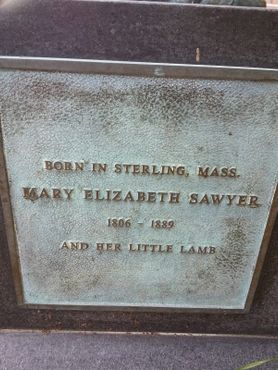 BORN IN STERLING, MASS.
MARY ELIZABETH SAWYER
1806 - 1889
AND HER LITTLE LAMB